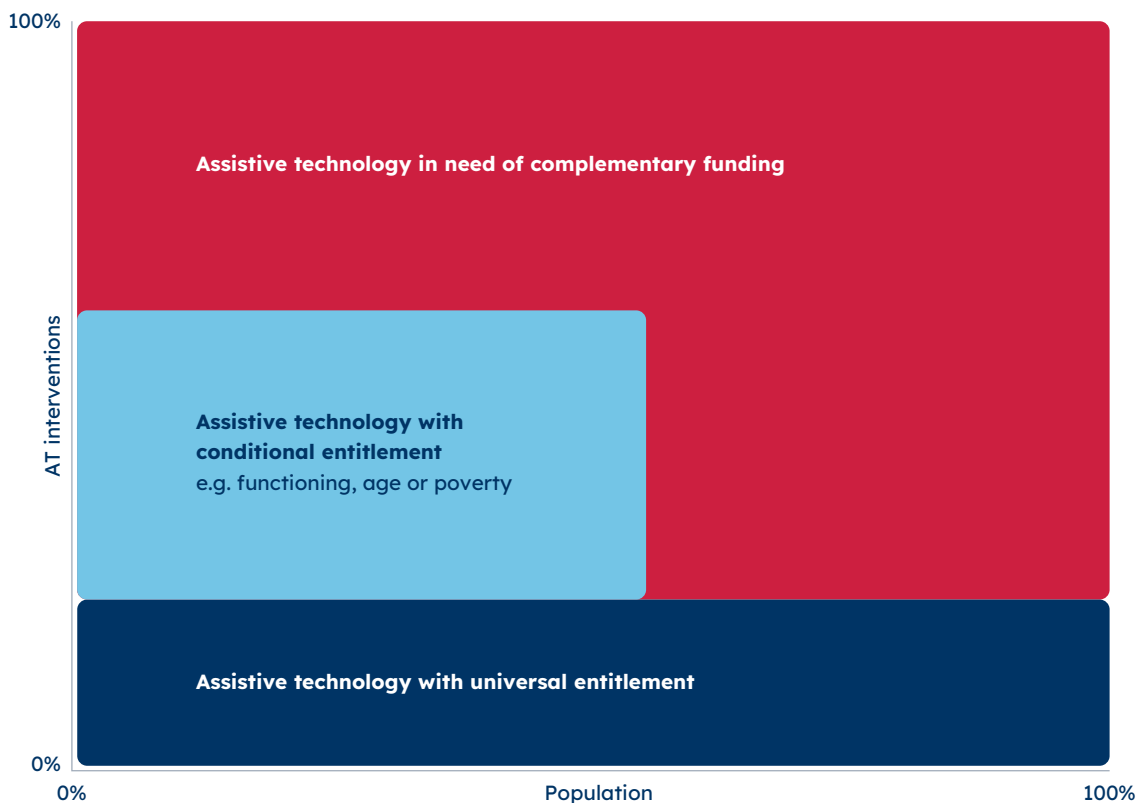 100%
Assistive technology in need of complementary funding
AT interventions
Assistive technology with
conditional entitlement
e.g. functioning, age or poverty
Assistive technology with universal entitlement
0%
0%
Population
100%